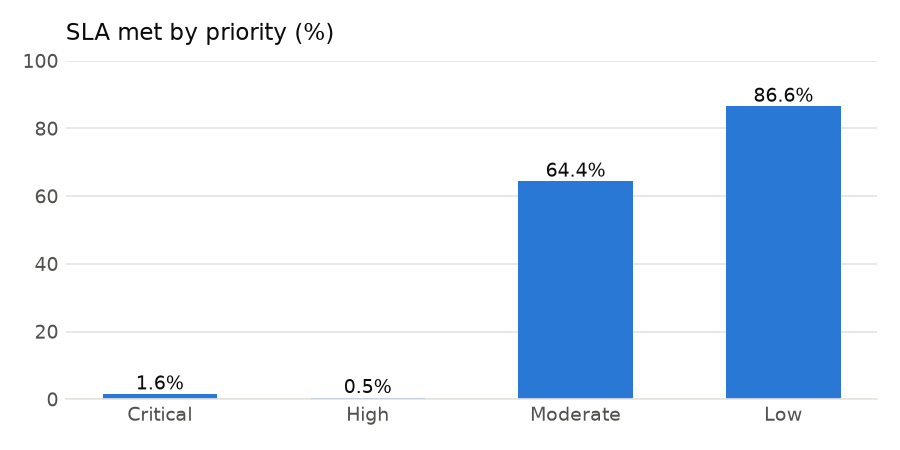 SLA met by priority (%)
100
80
60
40
20
0
1.6%
0.5%
64.4%
86.6%
Critical
High
Moderate
Low